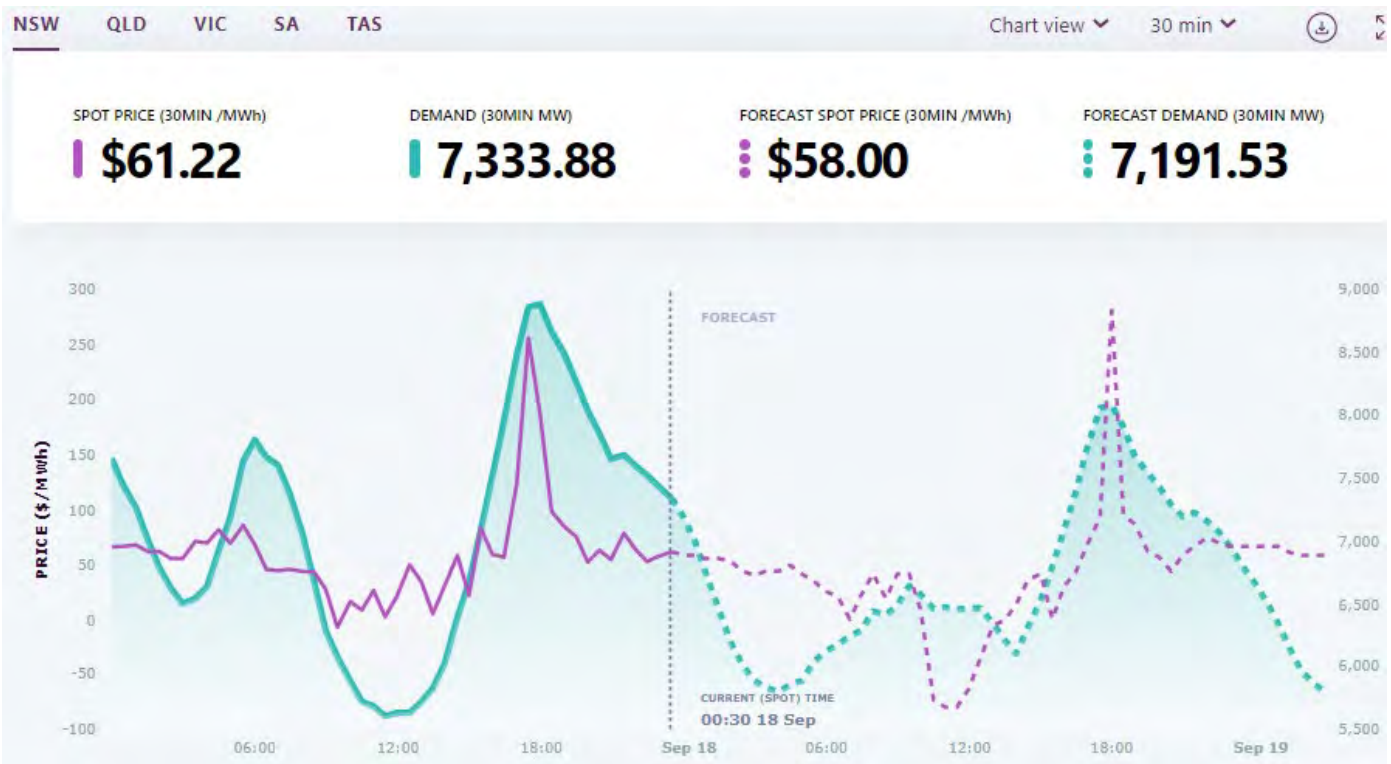 NSW QLD VIC SA TAS Chart view 30 min
SPOT PRICE (30MIN /MWh) DEMAND (30MIN MW) FORECAST SPOT PRICE (30MIN /MWh) FORECAST DEMAND (30MIN MW)
$61.22 7,333.88 $58.00 7,191.53
300 9,000
FORECAST
250 8,500
200 8,000
150 7,500
100
50 7,000
0 6,500
-50 6,000
-100 5,500
PRICE ($/MWh)
CURRENT (SPOT) TIME
00:30 18 Sep
06:00 12:00 18:00 Sep 18 06:00 12:00 18:00 Sep 19